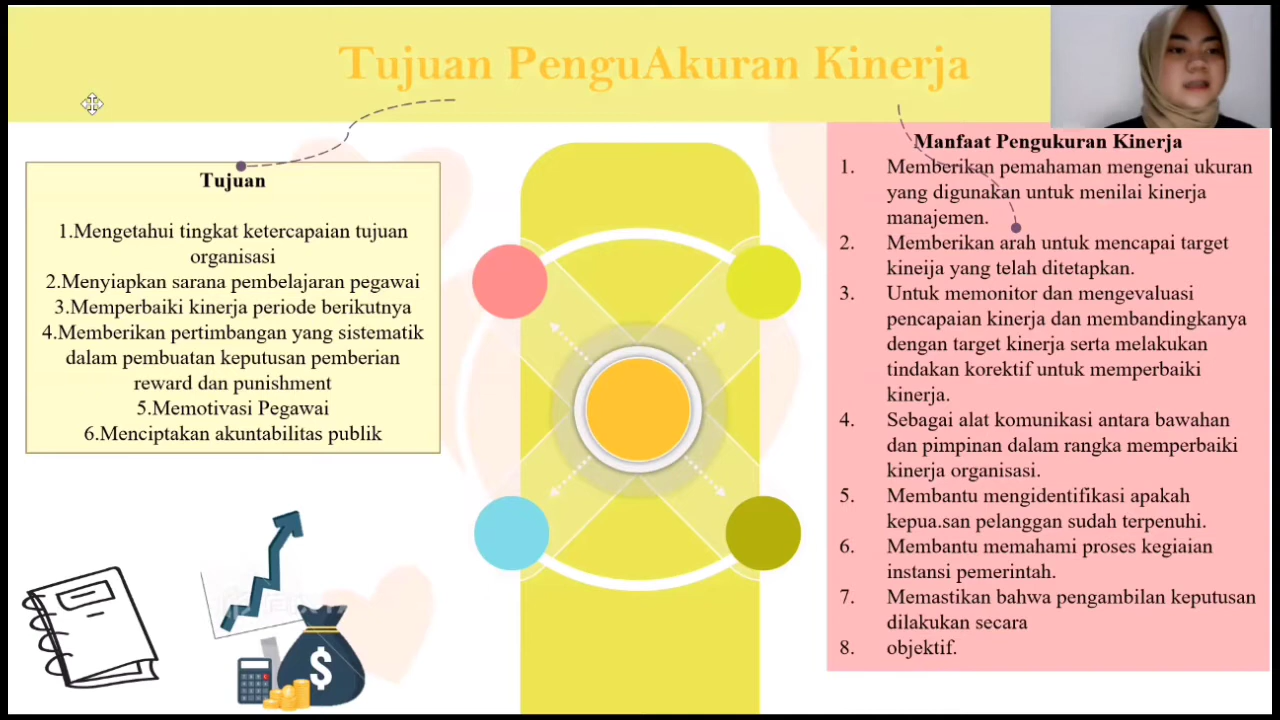 Tujuan PenguAkuran Kinerja
Tujuan
1.Mengetahui tingkat ketercapaian tujuan
organisasi
2.Menyiapkan sarana pembelajaran pegawai
3.Memperbaiki kinerja periode berikutnya
4.Memberikan pertimbangan yang sistematik
dalam pembuatan keputusan pemberian
reward dan punishment
5.Memotivasi Pegawai
6.Menciptakan akuntabilitas publik
$
Manfaat Pengukuran Kinerja
1. Memberikan pemahaman mengenai ukuran
yang digunakan untuk menilai kinerja
manajemen.
2. Memberikan arah untuk mencapai target
kineija yang telah ditetapkan.
3. Untuk memonitor dan mengevaluasi
pencapaian kinerja dan membandingkanya
dengan target kinerja serta melakukan
tindakan korektif untuk memperbaiki
kinerja.
4. Sebagai alat komunikasi antara bawahan
dan pimpinan dalam rangka memperbaiki
kinerja organisasi.
5. Membantu mengidentifikasi apakah
kepua.san pelanggan sudah terpenuhi.
6. Membantu memahami proses kegiaian
instansi pemerintah.
7. Memastikan bahwa pengambilan keputusan
dilakukan secara
8. objektif.